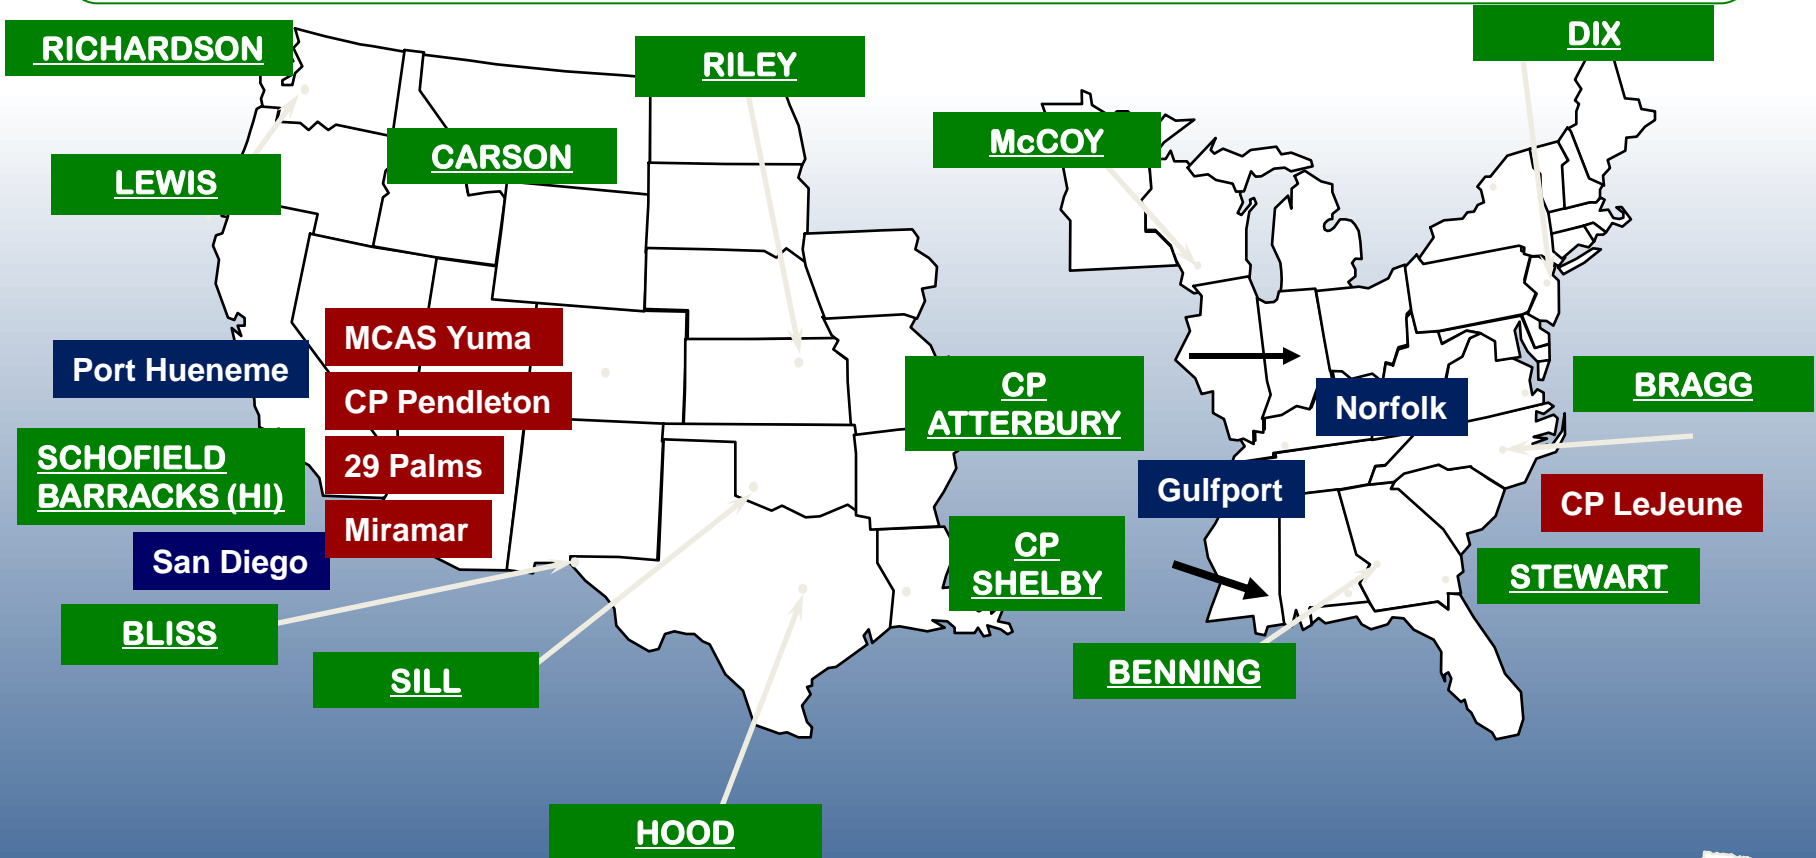 RICHARDSON
RILEY
DIX
CARSON
McCOY
LEWIS
MCAS Yuma
Port Hueneme
CP Pendleton
CP
ATTERBURY
Norfolk
BRAGG
SCHOFIELD
BARRACKS (HI)
29 Palms
Gulfport
CP LeJeune
Miramar
San Diego
CP
SHELBY
STEWART
BLISS
SILL
BENNING
HOOD